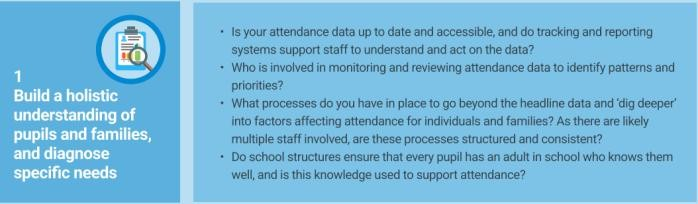 1
Build a holistic
understanding of
pupils and families,
and diagnose
specific needs
• Is your attendance data up to date and accessible, and do tracking and reporting
systems support staff to understand and act on the data?
• Who is involved in monitoring and reviewing attendance data to identify patterns and
priorities?
• What processes do you have in place to go beyond the headline data and ‘dig deeper’
into factors affecting attendance for individuals and families? As there are likely
multiple staff involved, are these processes structured and consistent?
• Do school structures ensure that every pupil has an adult in school who knows them
well, and is this knowledge used to support attendance?